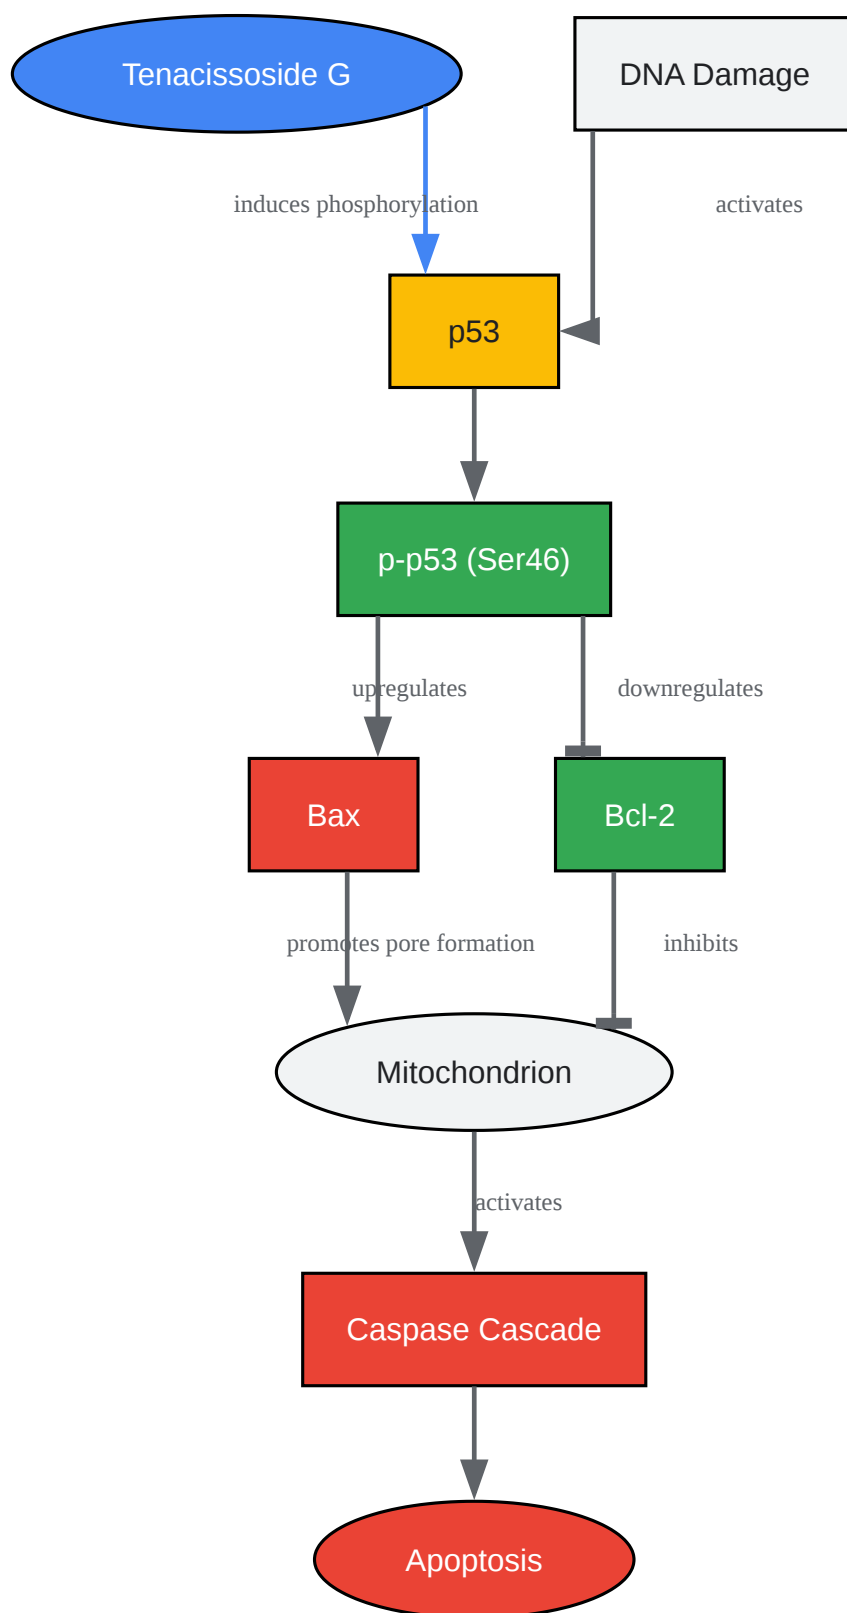 Tenacissoside G
DNA Damage
induces phosphorylation
activates
p53
p-p53 (Ser46)
upregulates
downregulates
Bax
Bcl-2
promotes pore formation
inhibits
Mitochondrion
activates
Caspase Cascade
Apoptosis